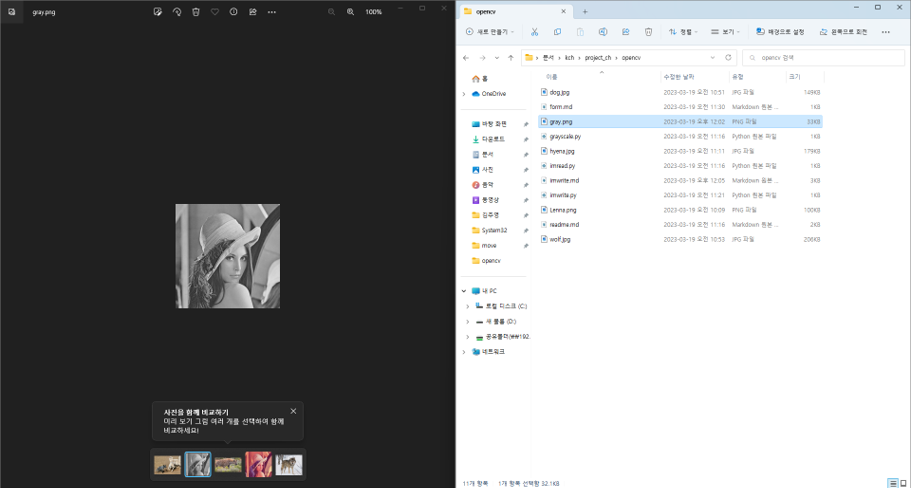 gray.png
100%
사진을 함께 비교하기
미리 보기 그림 여러 개를 선택하여 함께
비교하세요!
opencv
새로 만들기
정렬
보기
배경으로 설정
왼쪽으로 회전
문서 > kch > project_ch > opencv
opencv 검색
홈
OneDrive
바탕 화면
다운로드
문서
사진
음악
동영상
김주영
System32
move
opencv
내 PC
로컬 디스크 (C:)
새 볼륨 (D:)
공유폴더(₩₩192.
네트워크
이름 수정한 날짜 유형 크기
dog.jpg 2023-03-19 오전 10:51 JPG 파일 149KB
form.md 2023-03-19 오전 11:30 Markdown 원본 ... 1KB
gray.png 2023-03-19 오후 12:02 PNG 파일 33KB
grayscale.py 2023-03-19 오전 11:16 Python 원본 파일 1KB
hyena.jpg 2023-03-19 오전 11:11 JPG 파일 179KB
imread.py 2023-03-19 오전 11:16 Python 원본 파일 1KB
imwrite.md 2023-03-19 오후 12:05 Markdown 원본 ... 3KB
imwrite.py 2023-03-19 오전 11:21 Python 원본 파일 1KB
Lenna.png 2023-03-19 오전 10:09 PNG 파일 100KB
readme.md 2023-03-19 오전 11:16 Markdown 원본 ... 2KB
wolf.jpg 2023-03-19 오전 10:53 JPG 파일 206KB
11개 항목 1개 항목 선택함 32.1KB